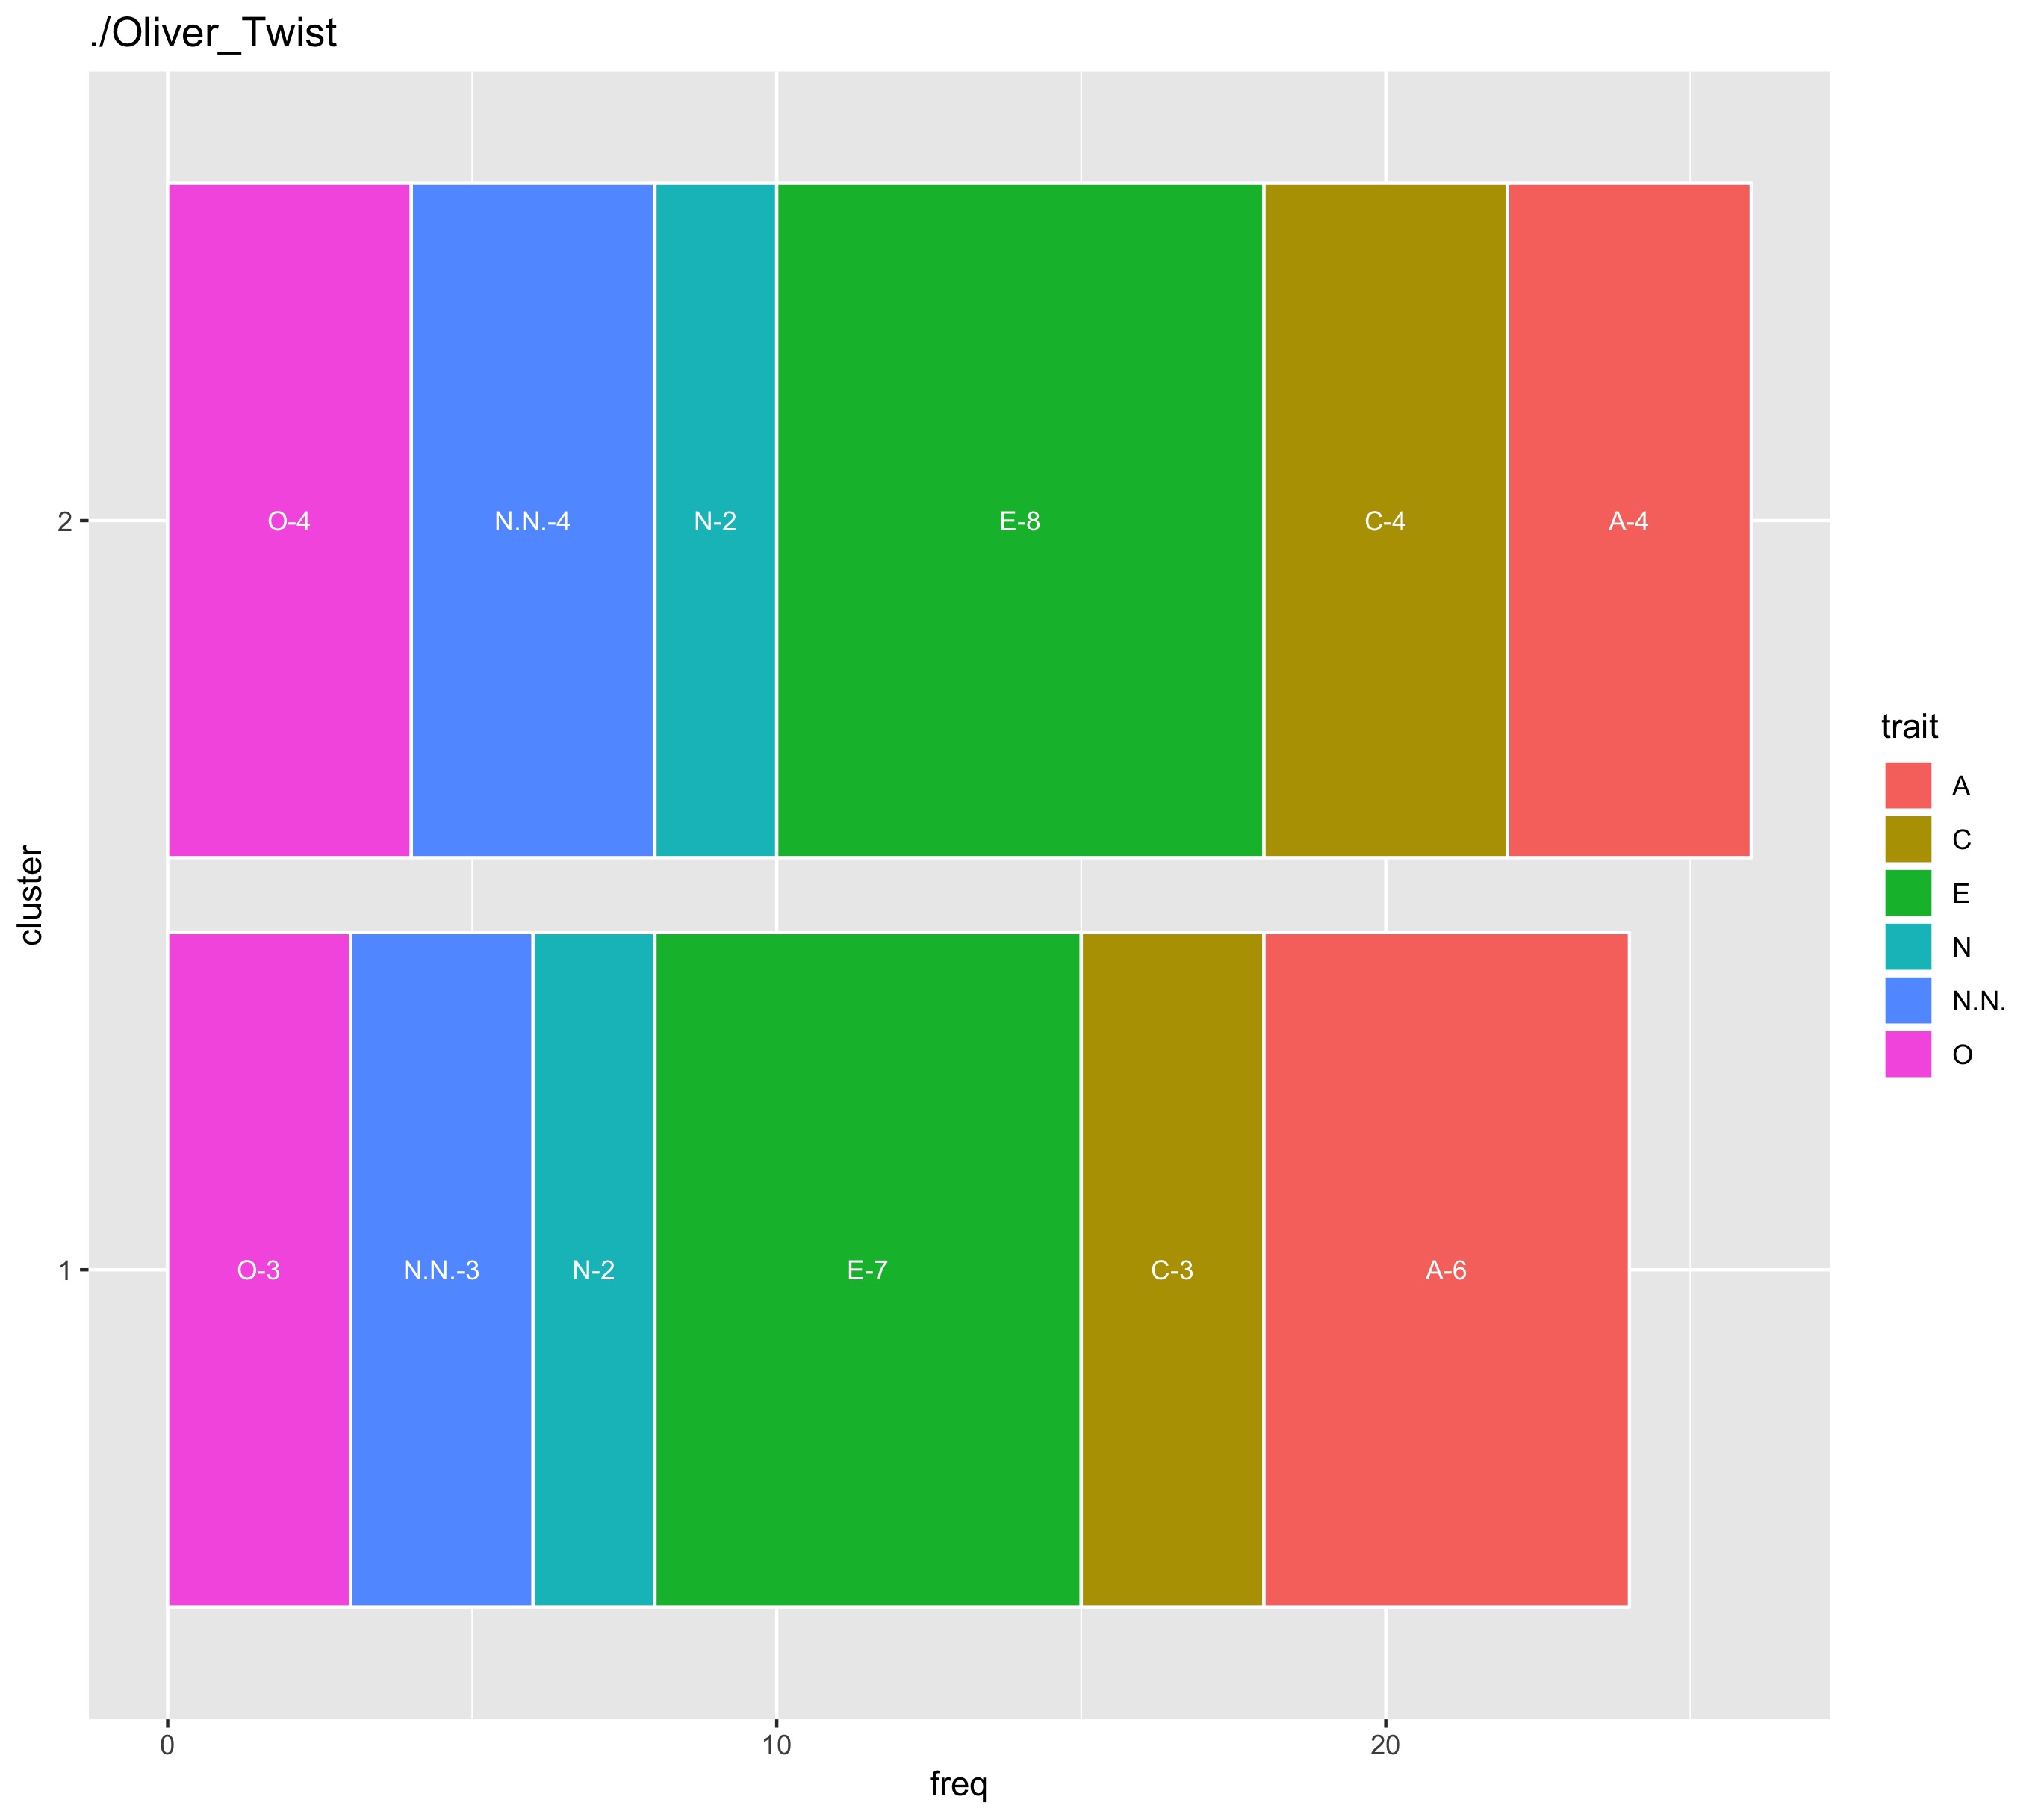 ./Oliver_Twist
2
O-4
N.N.-4
N-2
E-8
C-4
A-4
cluster
1
O-3
N.N.-3
N-2
E-7
C-3
A-6
0
10
20
freq
trait
A
C
E
N
N.N.
O